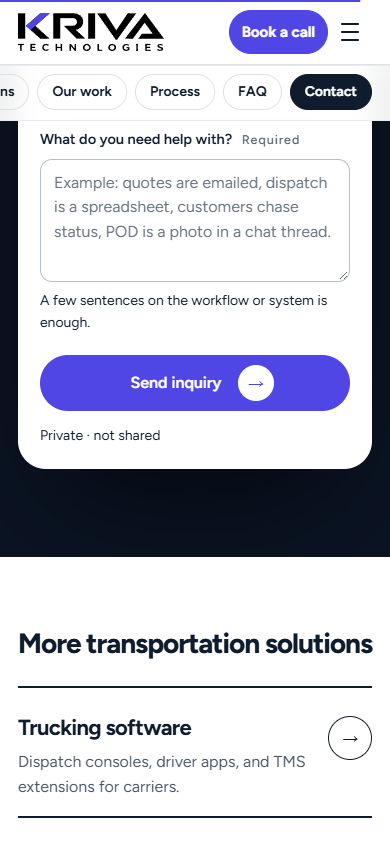 KRIVA
TECHNOLOGIES
Book a call
ns
Our work
Process
FAQ
Contact
What do you need help with? Required
Example: quotes are emailed, dispatch
is a spreadsheet, customers chase
status, POD is a photo in a chat thread.
A few sentences on the workflow or system is
enough.
Send inquiry →
Private · not shared
More transportation solutions
Trucking software
→
Dispatch consoles, driver apps, and TMS
extensions for carriers.